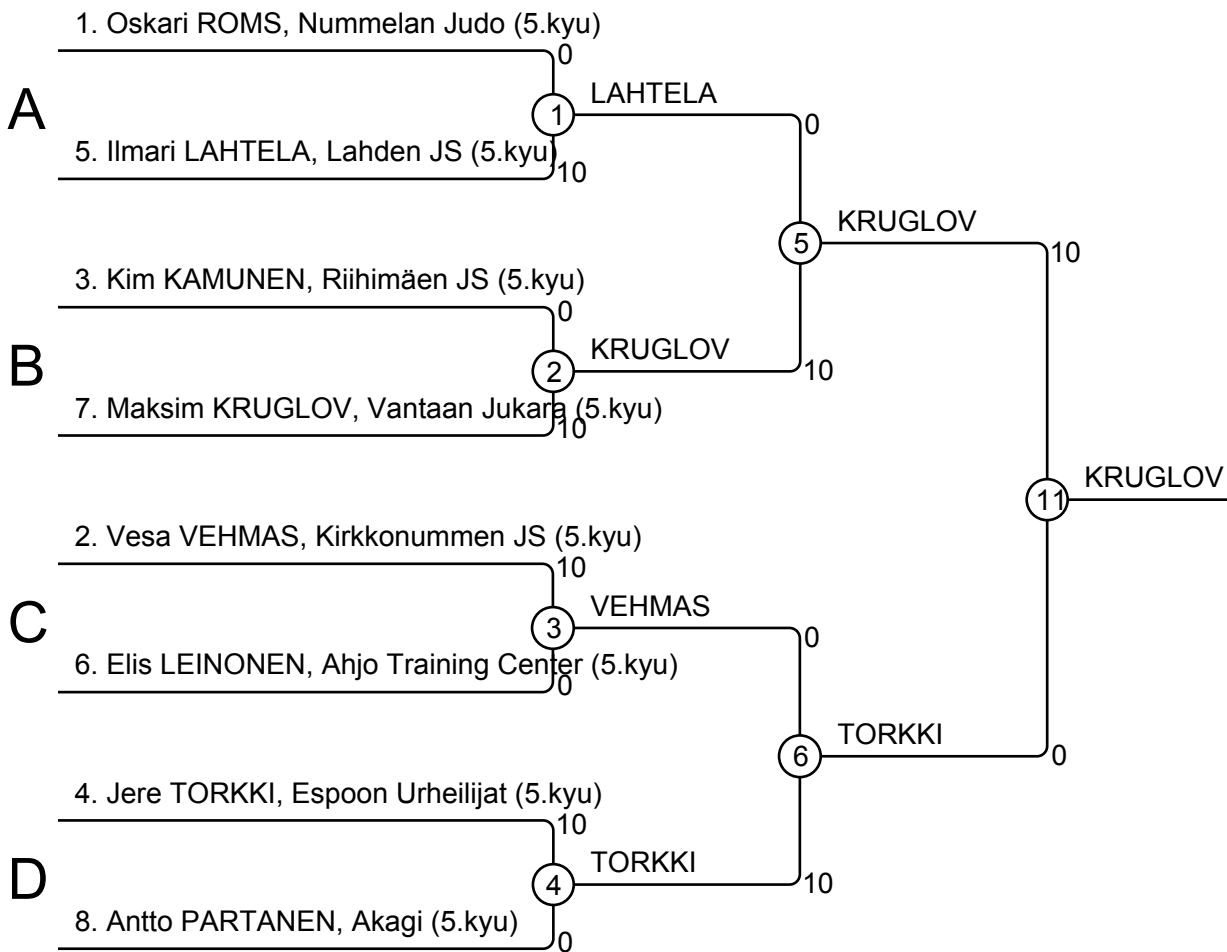 1. Oskari ROMS, Nummelan Judo (5.kyu)
0
A
1
LAHTELA
0
5. Ilmari LAHTELA, Lahden JS (5.kyu)
10
5
KRUGLOV
10
3. Kim KAMUNEN, Riihimäen JS (5.kyu)
0
B
2
KRUGLOV
10
7. Maksim KRUGLOV, Vantaan Jukara (5.kyu)
10
11
KRUGLOV
2. Vesa VEHMAS, Kirkkonummen JS (5.kyu)
10
C
3
VEHMAS
0
6. Elis LEINONEN, Ahjo Training Center (5.kyu)
0
6
TORKKI
0
4. Jere TORKKI, Espoon Urheilijat (5.kyu)
10
D
4
TORKKI
10
8. Antto PARTANEN, Akagi (5.kyu)
0